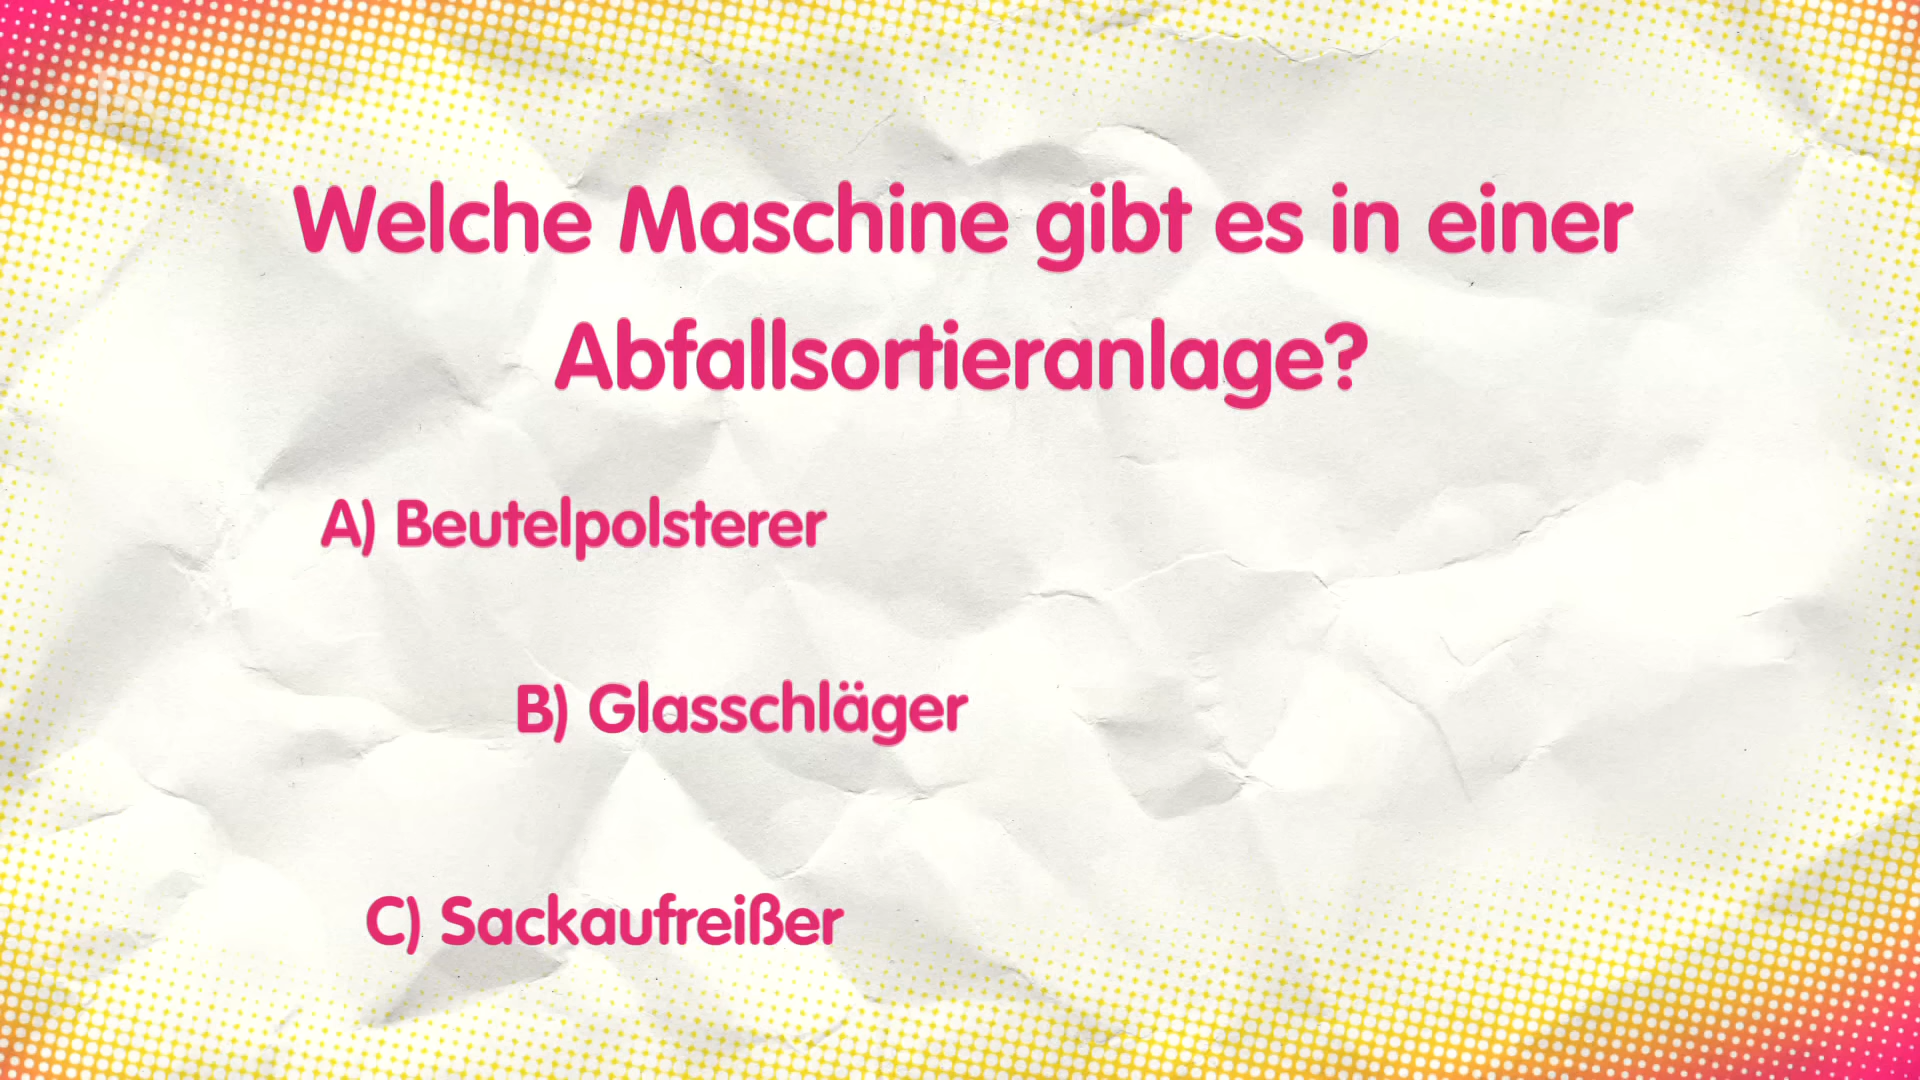 Welche Maschine gibt es in einer
Abfallsortieranlage?
A) Beutelpolsterer
B) Glasschläger
C) Sackaufreißer